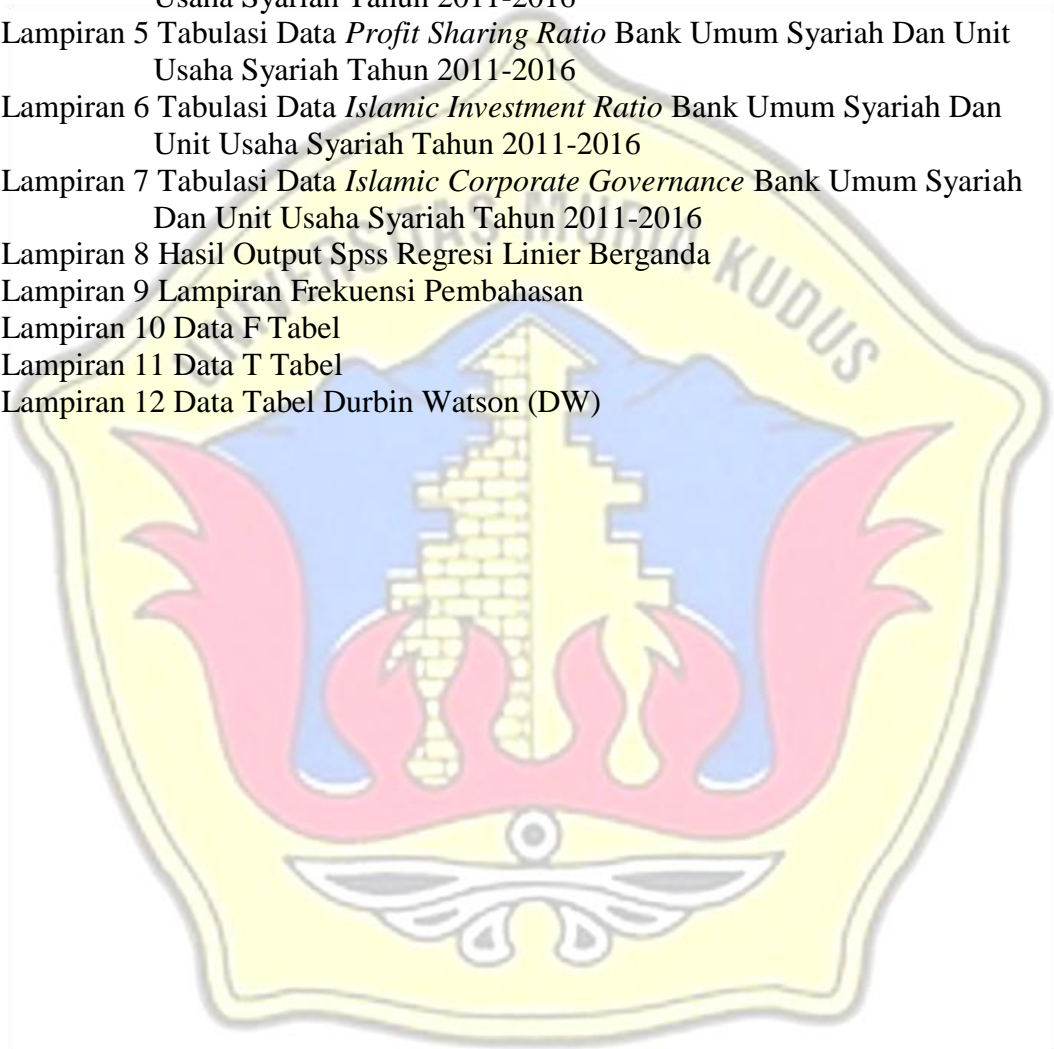 Usaha Syariah Tahun 2011-2016
Lampiran 5 Tabulasi Data Profit Sharing Ratio Bank Umum Syariah Dan Unit
Usaha Syariah Tahun 2011-2016
Lampiran 6 Tabulasi Data Islamic Investment Ratio Bank Umum Syariah Dan
Unit Usaha Syariah Tahun 2011-2016
Lampiran 7 Tabulasi Data Islamic Corporate Governance Bank Umum Syariah
Dan Unit Usaha Syariah Tahun 2011-2016
Lampiran 8 Hasil Output Spss Regresi Linier Berganda
Lampiran 9 Lampiran Frekuensi Pembahasan
Lampiran 10 Data F Tabel
Lampiran 11 Data T Tabel
Lampiran 12 Data Tabel Durbin Watson (DW)
UNIVERSITAS MURIA KUDUS